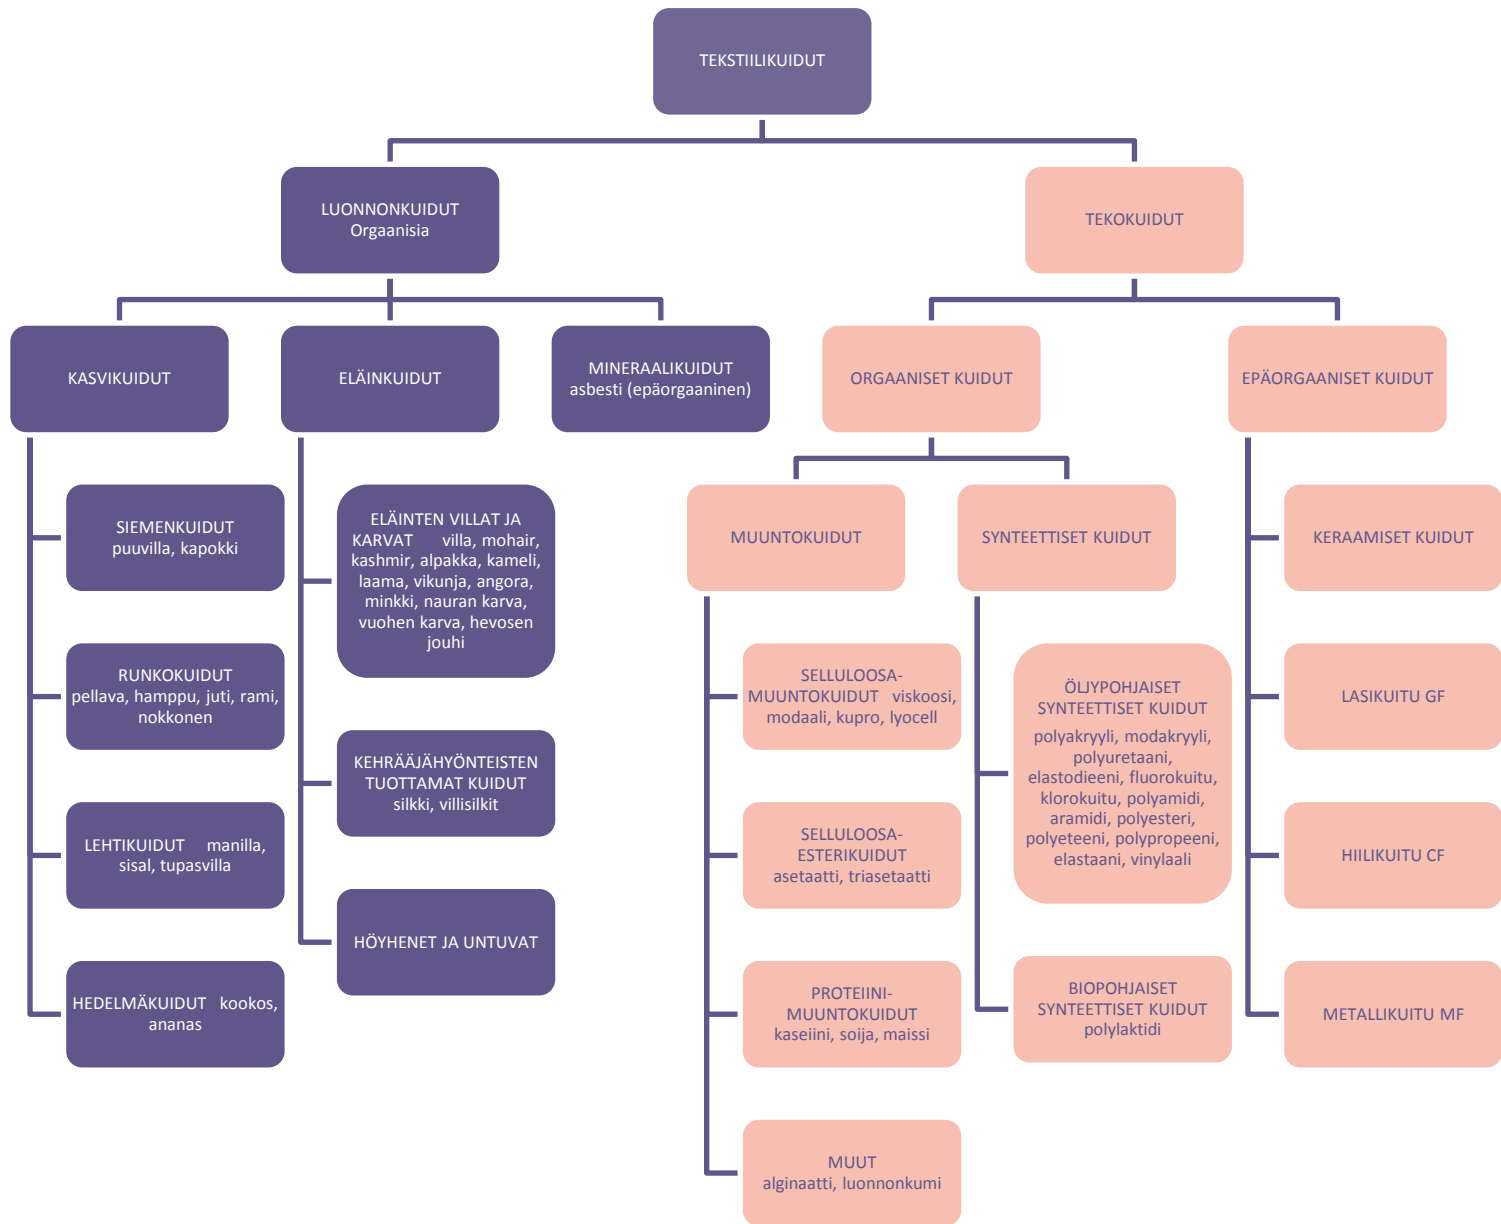 TEKSTIILIKUIDUT
LUONNONKUIDUT
Orgaanisia
TEKOKUIDUT
KASVIKUIDUT
ELÄINKUIDUT
MINERAALIKUIDUT
asbesti (epäorgaaninen)
ORGAANISET KUIDUT
EPÄORGAANISET KUIDUT
SIEMENKUIDUT
puuvilla, kapokki
RUNKOKUIDUT
pellava, hamppu, juti, rami,
nokkonen
LEHTIKUIDUT manilla,
sisal, tupasvilla
HEDELMÄKUIDUT kookos,
ananas
ELÄINTEN VILLAT JA
KARVAT villa, mohair,
kashmir, alpakka, kameli,
laama, vikunja, angora,
minkki, nauran karva,
vuohen karva, hevosen
jouhi
KEHRÄÄJÄHYÖNTEISTEN
TUOTTAMAT KUIDUT
silkki, villisilkit
HÖYHENET JA UNTUVAT
MUUNTOKUIDUT
SELLULOOSA-
MUUNTOKUIDUT viskoosi,
modaali, kupro, lyocell
SELLULOOSA-
ESTERIKUIDUT
asetaatti, triasetaatti
PROTEIINI-
MUUNTOKUIDUT
kaseiini, soija, maissi
MUUT
alginaatti, luonnonkumi
SYNTEETTISET KUIDUT
ÖLJYPOHJAISET
SYNTEETTISET KUIDUT
polyakryyli, modakryyli,
polyuretaani,
elastodieeni, fluorokuitu,
klorokuitu, polyamidi,
aramidi, polyesteri,
polyeteeni, polypropeeni,
elastaani, vinylaali
BIOPOHJAISET
SYNTEETTISET KUIDUT
polylaktidi
KERAAMISET KUIDUT
LASIKUITU GF
HIILIKUITU CF
METALLIKUITU MF